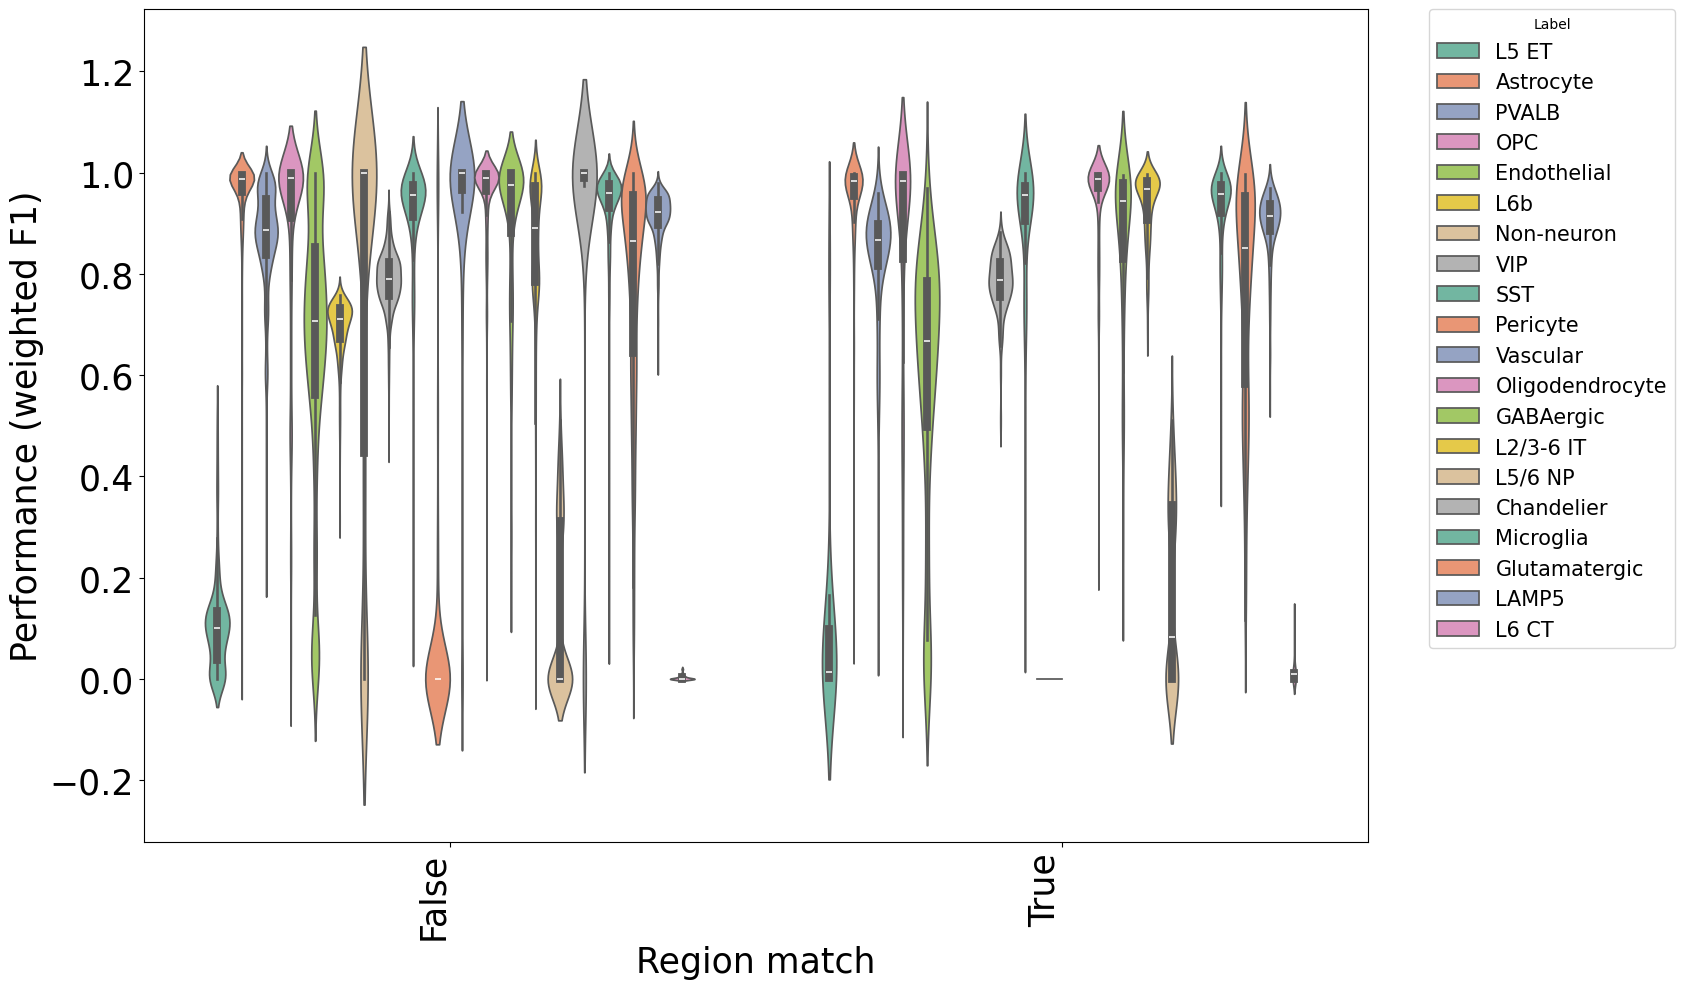 Performance (weighted F1)
1.2
1.0
0.8
0.6
0.4
0.2
0.0
−0.2
False
True
Region match
Label
L5 ET
Astrocyte
PVALB
OPC
Endothelial
L6b
Non-neuron
VIP
SST
Pericyte
Vascular
Oligodendrocyte
GABAergic
L2/3-6 IT
L5/6 NP
Chandelier
Microglia
Glutamatergic
LAMP5
L6 CT